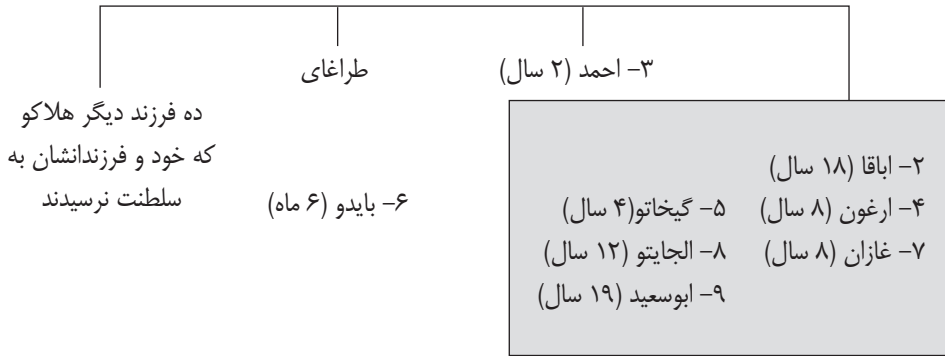 ۳– احمد (۲ سال)
طراغای
ده فرزند دیگر هلاکو
که خود و فرزندانشان به
سلطنت نرسیدند
۲– اباقا (۱۸ سال)
۴– ارغون (۸ سال) ۵– گیخاتو(۴ سال)
۷– غازان (۸ سال) ۸– الجایتو (۱۲ سال)
۹– ابوسعید (۱۹ سال)
۶– بایدو (۶ ماه)